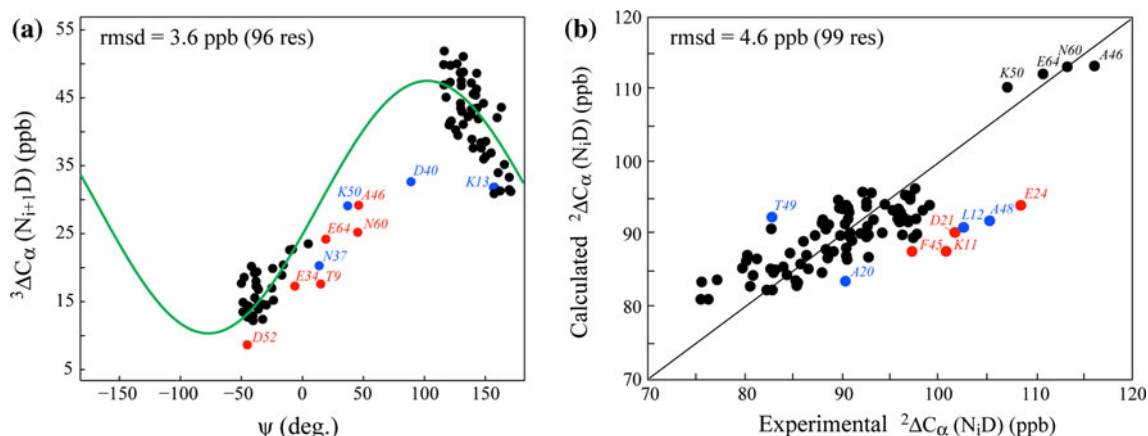 (a)
rmsd = 3.6 ppb (96 res)
³ΔCα (Nᵢ₊₁D) (ppb)
55
45
35
25
15
5
D40
K13
K50
A46
E64
N60
N37
E34
T9
D52
−150
−100
−50
0
50
100
150
ψ (deg.)
(b)
rmsd = 4.6 ppb (99 res)
Calculated ²ΔCα (NᵢD) (ppb)
120
110
100
90
80
70
K50
E64
N60
A46
T49
E24
D21
L12
A48
F45
K11
A20
70
80
90
100
110
120
Experimental ²ΔCα (NᵢD) (ppb)